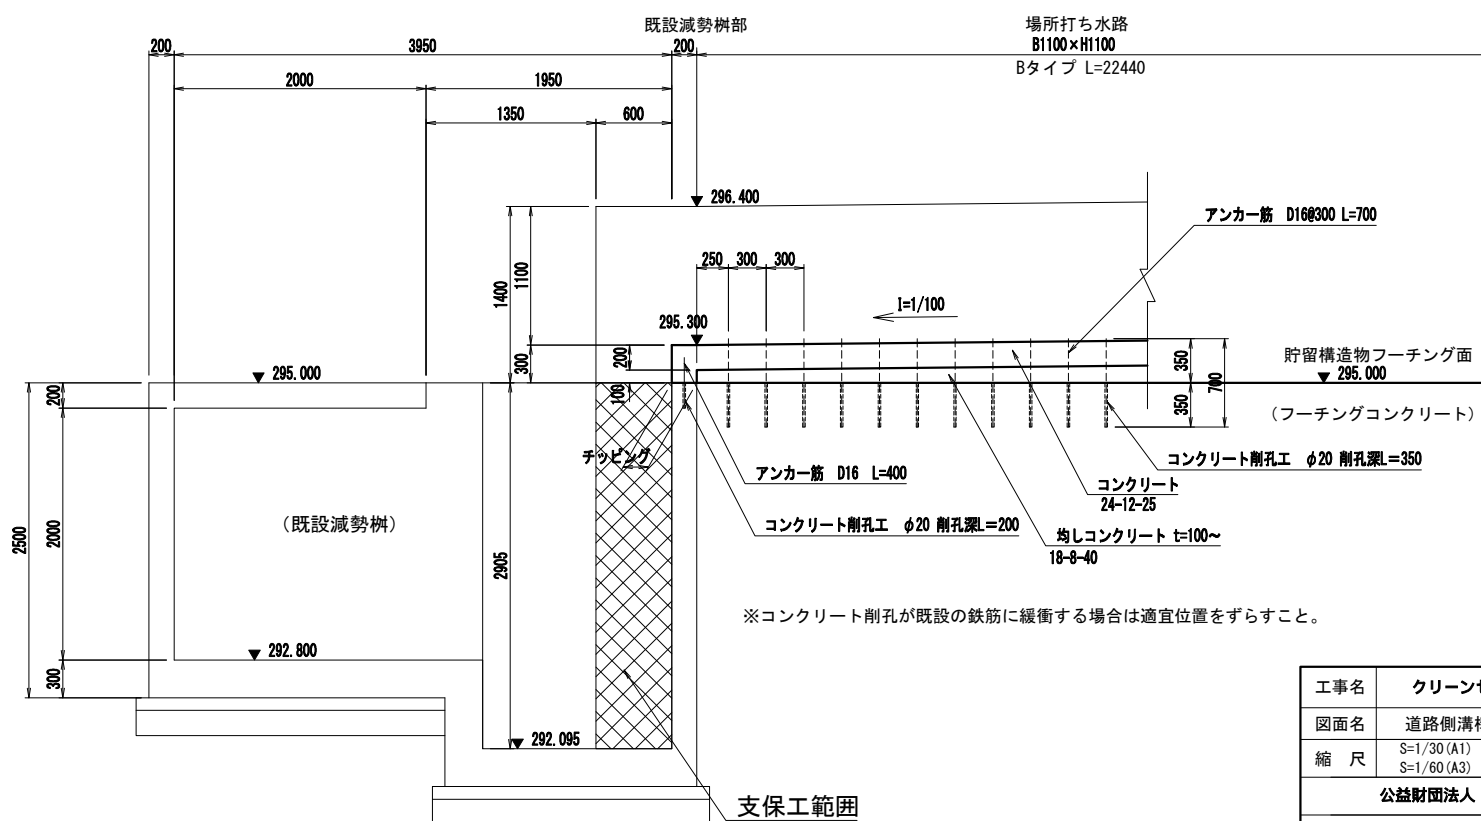 既設減勢桝部
場所打ち水路
B1100×H1100
Bタイプ L=22440
200
3950
200
2000
1950
1350
600
296.400
アンカー筋 D16@300 L=700
250
300
300
1400
1100
300
I=1/100
295.300
200
100
350
700
350
貯留構造物フーチング面
295.000
(フーチングコンクリート)
295.000
200
2000
2500
300
チッピング
アンカー筋 D16 L=400
コンクリート削孔工 φ20 削孔深L=350
コンクリート
24-12-25
コンクリート削孔工 φ20 削孔深L=200
均しコンクリート t=100～
18-8-40
(既設減勢桝)
2905
※コンクリート削孔が既設の鉄筋に緩衝する場合は適宜位置をずらすこと。
292.800
292.095
支保工範囲
工事名 クリーンセ
図面名 道路側溝構
縮 尺 S=1/30(A1)
S=1/60(A3)
公益財団法人